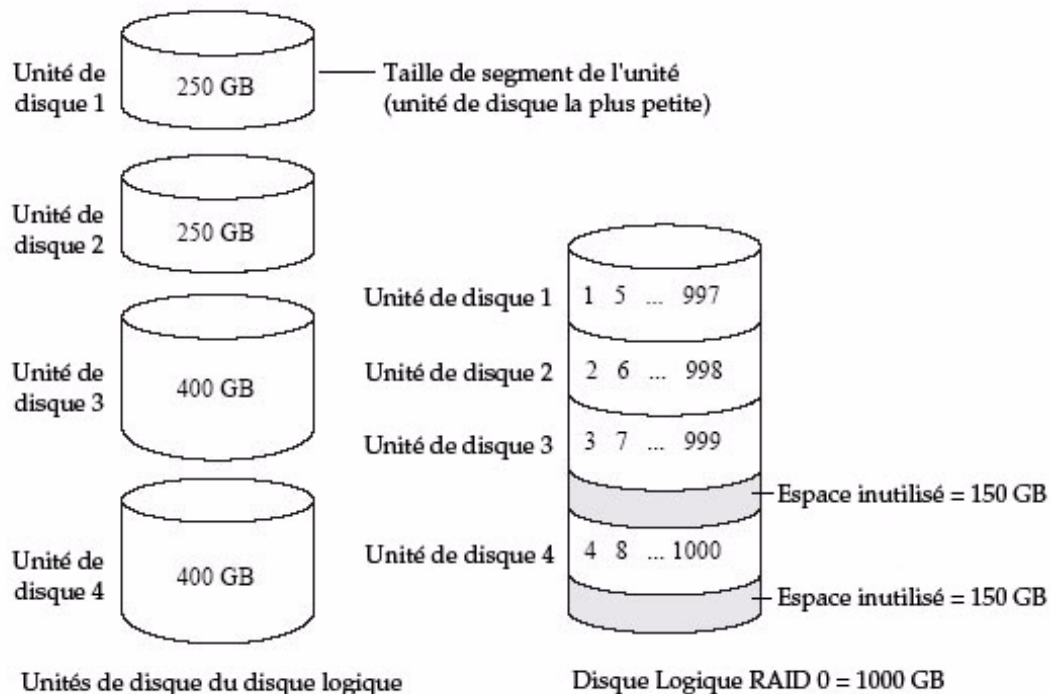 Unité de
disque 1
250 GB
Taille de segment de l'unité
(unité de disque la plus petite)
Unité de
disque 2
250 GB
Unité de
disque 3
400 GB
Unité de
disque 4
400 GB
Unités de disque du disque logique
Unité de disque 1
1 5 ... 997
Unité de disque 2
2 6 ... 998
Unité de disque 3
3 7 ... 999
Espace inutilisé = 150 GB
Unité de disque 4
4 8 ... 1000
Espace inutilisé = 150 GB
Disque Logique RAID 0 = 1000 GB